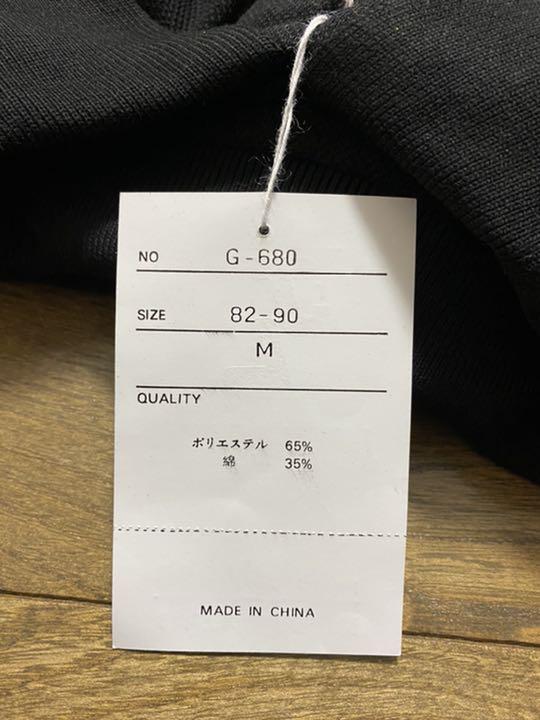 NO G-680
SIZE 82-90
M
QUALITY
ポリエステル 65%
綿 35%
MADE IN CHINA